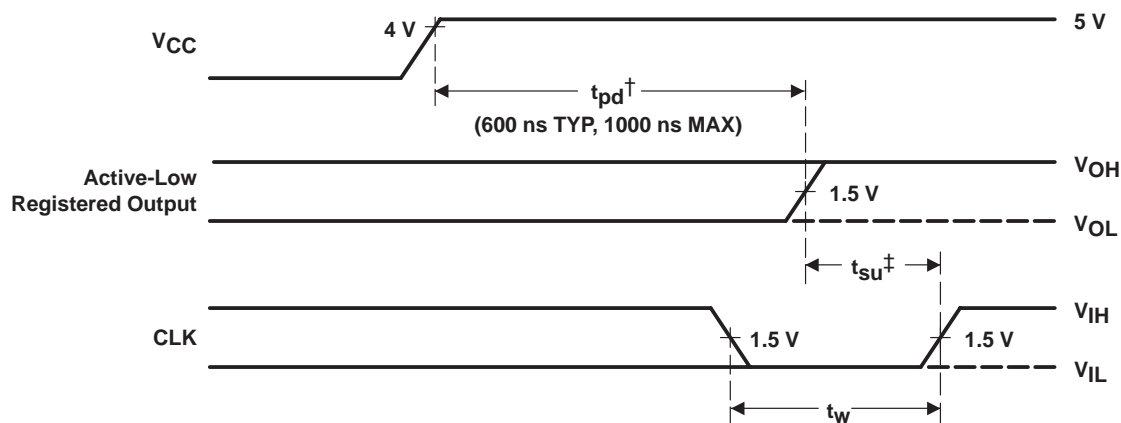 VCC
4 V
5 V
tpd†
(600 ns TYP, 1000 ns MAX)
Active-Low
Registered Output
1.5 V
VOH
VOL
tsu‡
CLK
1.5 V
1.5 V
VIH
VIL
tw